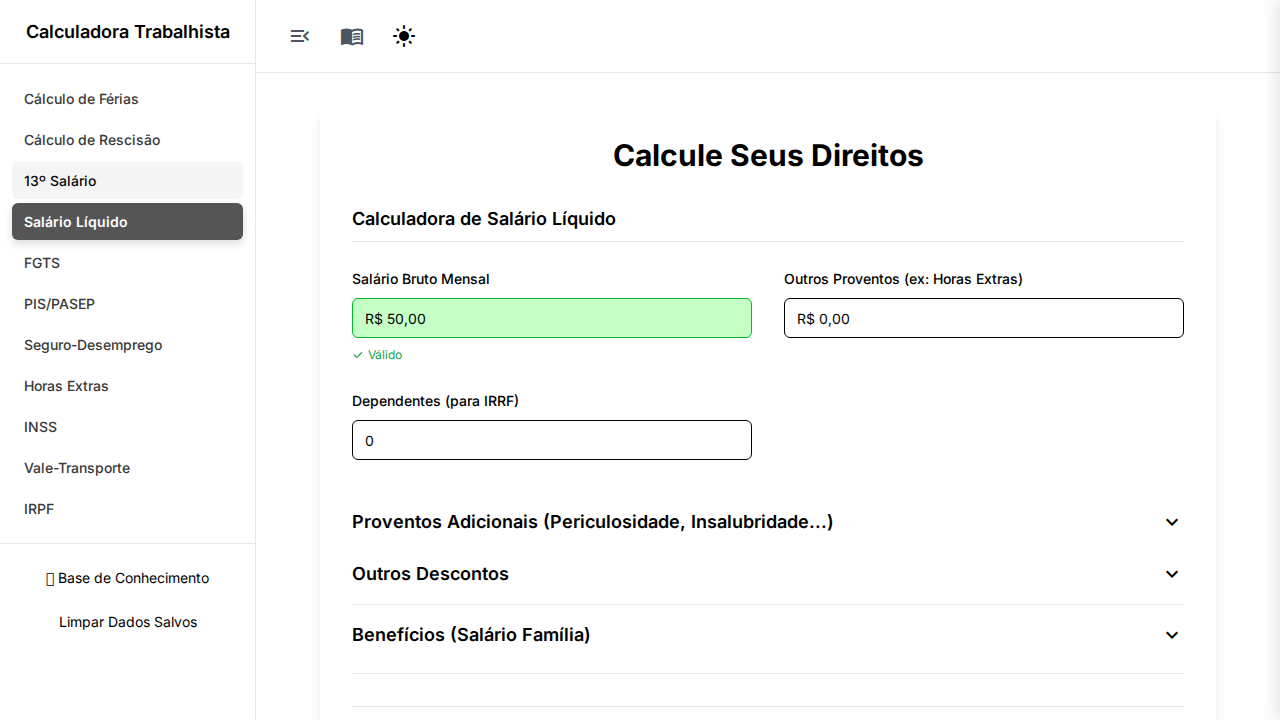 Calculadora Trabalhista
Cálculo de Férias
Cálculo de Rescisão
13º Salário
Salário Líquido
FGTS
PIS/PASEP
Seguro-Desemprego
Horas Extras
INSS
Vale-Transporte
IRPF
Base de Conhecimento
Limpar Dados Salvos
Calcule Seus Direitos
Calculadora de Salário Líquido
Salário Bruto Mensal
R$ 50,00
✓ Válido
Outros Proventos (ex: Horas Extras)
R$ 0,00
Dependentes (para IRRF)
0
Proventos Adicionais (Periculosidade, Insalubridade...)
Outros Descontos
Benefícios (Salário Família)